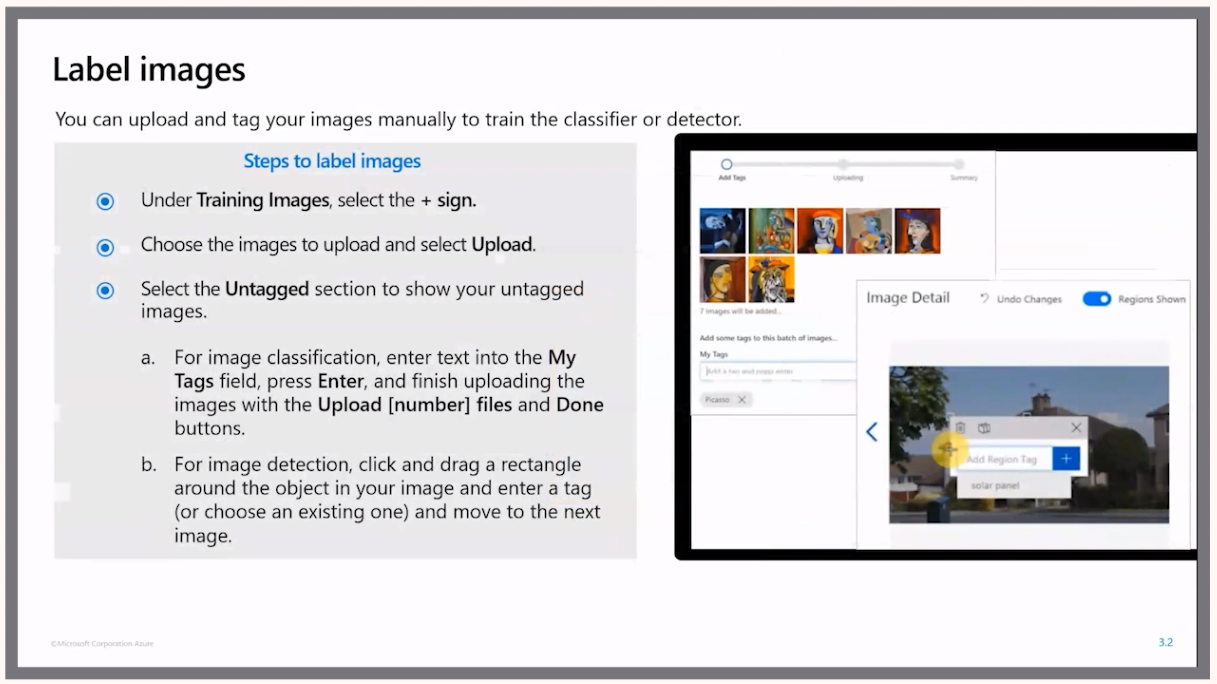 Label images
You can upload and tag your images manually to train the classifier or detector.
Steps to label images
Under Training Images, select the + sign.
Choose the images to upload and select Upload.
Select the Untagged section to show your untagged
images.
a. For image classification, enter text into the My
Tags field, press Enter, and finish uploading the
images with the Upload [number] files and Done
buttons.
b. For image detection, click and drag a rectangle
around the object in your image and enter a tag
(or choose an existing one) and move to the next
image.
Add Tags
Uploading
Summary
7 images will be added...
Add some tags to this batch of images...
My Tags
Add a tag and press enter
Picasso
Image Detail
Undo Changes
Regions Shown
Add Region Tag
solar panel
©Microsoft Corporation Azure
3.2